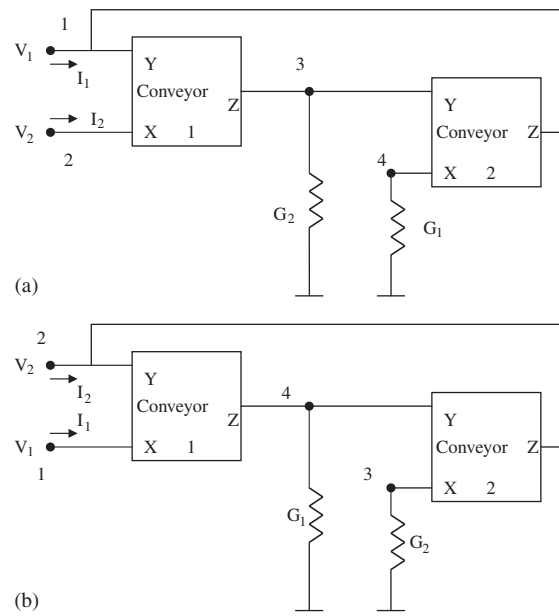 1
V1 I1
Y
Conveyor
Z
X 1
V2 I2
2
3
4
G2
G1
Y
Conveyor
Z
X 2
(a)
2
V2 I2
Y
Conveyor
Z
X 1
V1 I1
1
4
3
G1
G2
Y
Conveyor
Z
X 2
(b)